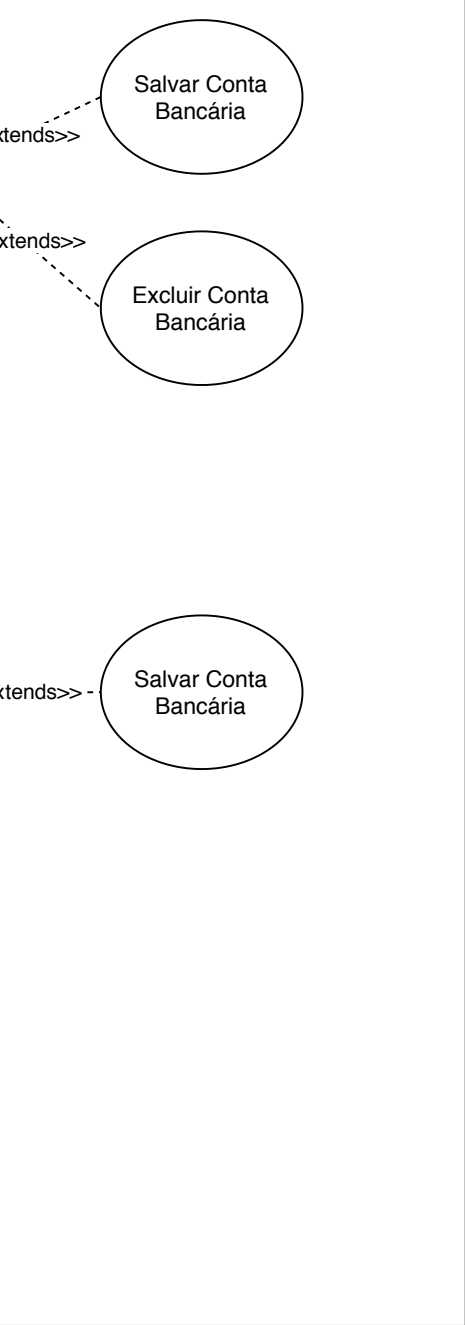 Salvar Conta
Bancária
xtends>>
xtends>>
Excluir Conta
Bancária
xtends>>
Salvar Conta
Bancária